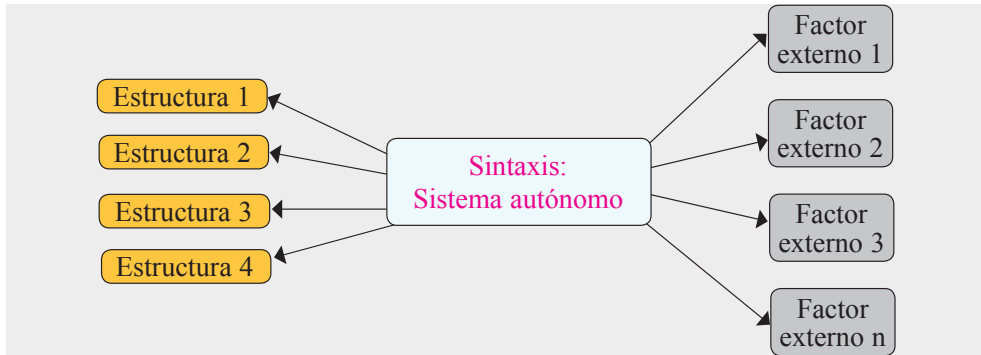 Estructura 1
Estructura 2
Estructura 3
Estructura 4
Sintaxis:
Sistema autónomo
Factor
externo 1
Factor
externo 2
Factor
externo 3
Factor
externo n